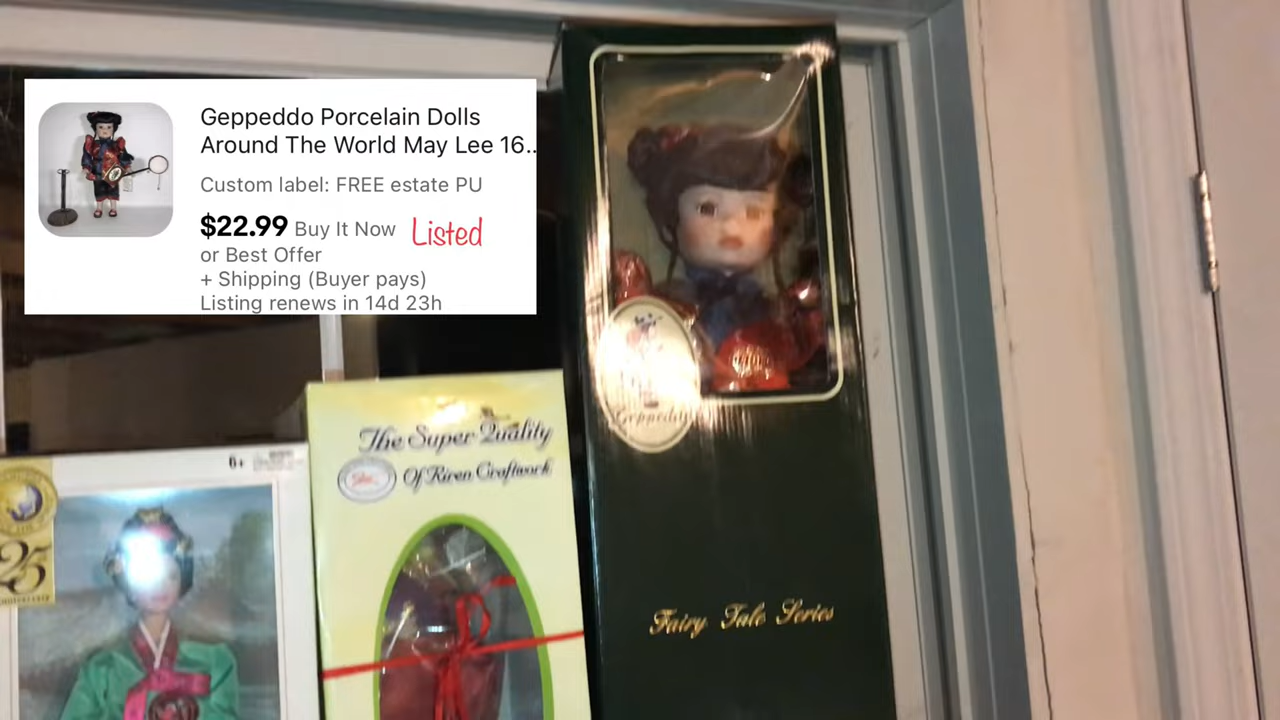 Geppeddo Porcelain Dolls
Around The World May Lee 16..
Custom label: FREE estate PU
$22.99 Buy It Now
Listed
or Best Offer
+ Shipping (Buyer pays)
Listing renews in 14d 23h
Geppeddo
The Super Quality
Of Kiren Craftwork
6+
25
Fairy Tale Series